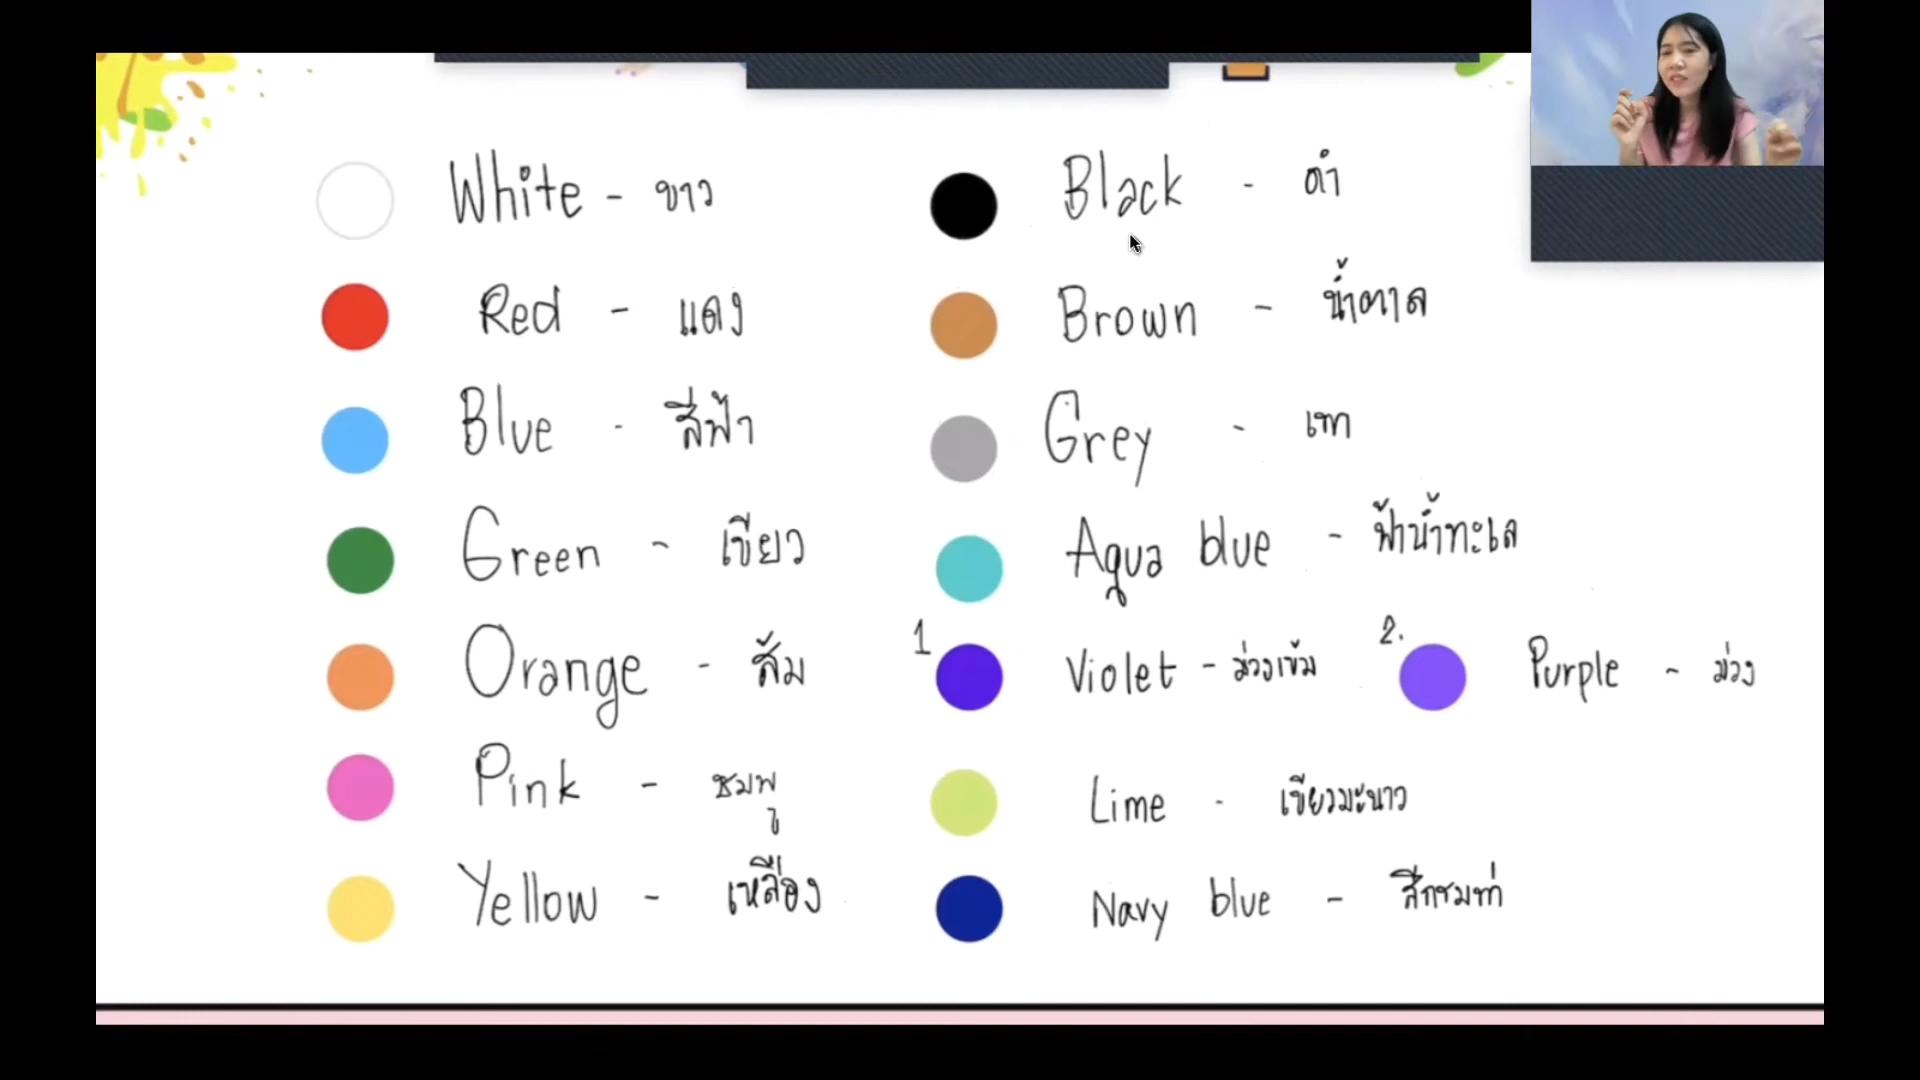 White - ขาว
Black - ดำ
Red - แดง
Brown - น้ำตาล
Blue - สีฟ้า
Grey - เทา
Green - เขียว
Aqua blue - ฟ้าน้ำทะเล
Orange - ส้ม
1 Violet - ม่วงเข้ม
2. Purple - ม่วง
Pink - ชมพู
Lime - เขียวมะนาว
Yellow - เหลือง
Navy blue - สีกรมท่า